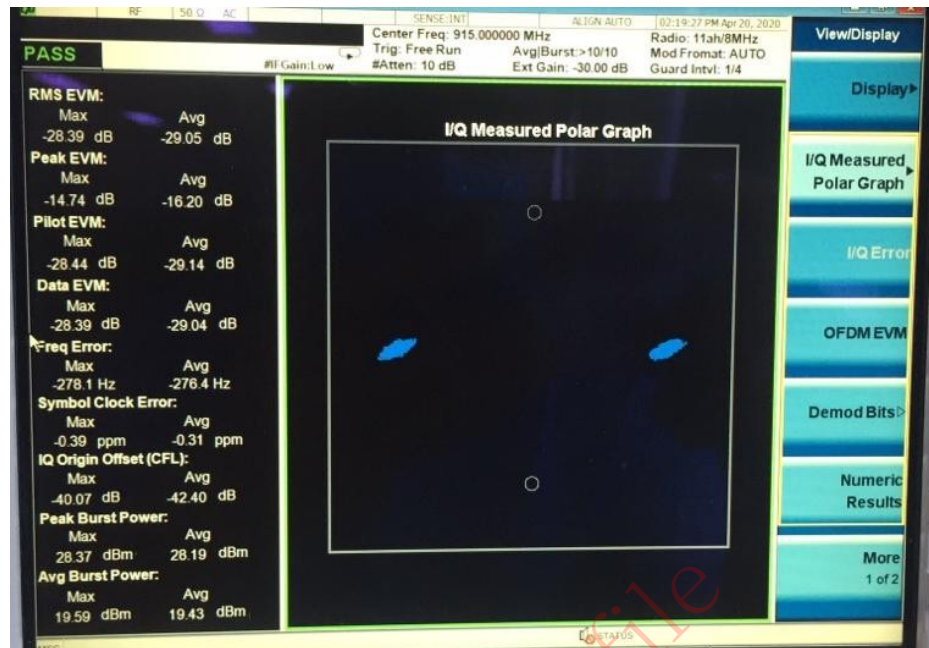 RF 50 Ω AC SENSE:INT ALIGN AUTO 02:19:27 PM Apr 20, 2020
Center Freq: 915.000000 MHz Radio: 11ah/8MHz
Trig: Free Run Avg|Burst:>10/10 Mod Fromat: AUTO
#IFGain:Low #Atten: 10 dB Ext Gain: -30.00 dB Guard Intvl: 1/4
PASS
RMS EVM:
Max Avg
-28.39 dB -29.05 dB
Peak EVM:
Max Avg
-14.74 dB -16.20 dB
Pilot EVM:
Max Avg
-28.44 dB -29.14 dB
Data EVM:
Max Avg
-28.39 dB -29.04 dB
Freq Error:
Max Avg
-278.1 Hz -276.4 Hz
Symbol Clock Error:
Max Avg
-0.39 ppm -0.31 ppm
IQ Origin Offset (CFL):
Max Avg
-40.07 dB -42.40 dB
Peak Burst Power:
Max Avg
28.37 dBm 28.19 dBm
Avg Burst Power:
Max Avg
19.59 dBm 19.43 dBm
I/Q Measured Polar Graph
View/Display
Display
I/Q Measured
Polar Graph
I/Q Error
OFDM EVM
Demod Bits
Numeric
Results
More
1 of 2
STATUS
file